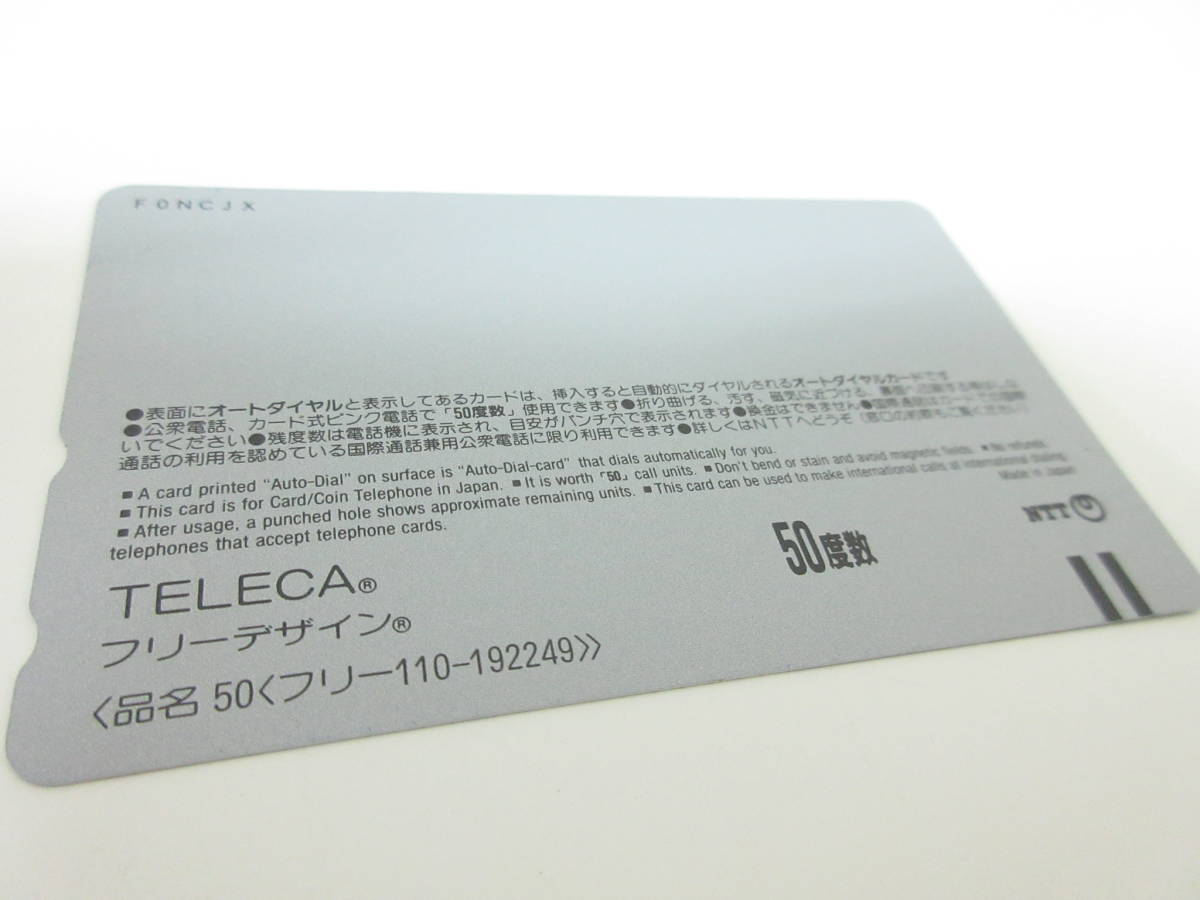 FONCJX
●表面にオートダイヤルと表示してあるカードは、挿入すると自動的にダイヤルされるオートダイヤルカードです
●公衆電話、カード式ピンク電話で「50度数」使用できます●折り曲げる、汚す、磁気に近づける、
いでください●残度数は電話機に表示され、目安がパンチ穴で表示されます●換金はできません●
通話の利用を認めている国際通話兼用公衆電話に限り利用できます●詳しくはNTTへとうぞ
■ A card printed "Auto-Dial" on surface is "Auto-Dial-card" that dials automatically for you.
■ This card is for Card/Coin Telephone in Japan. ■ It is worth「50」call units. ■ Don't bend or stain and avoid magnetic fields. ■ No refunds.
■ After usage, a punched hole shows approximate remaining units. ■ This card can be used to make international calls at international dialing
telephones that accept telephone cards.
Made in Japan
NTT
50度数
TELECA®
フリーデザイン®
〈品名 50〈フリー110-192249〉〉